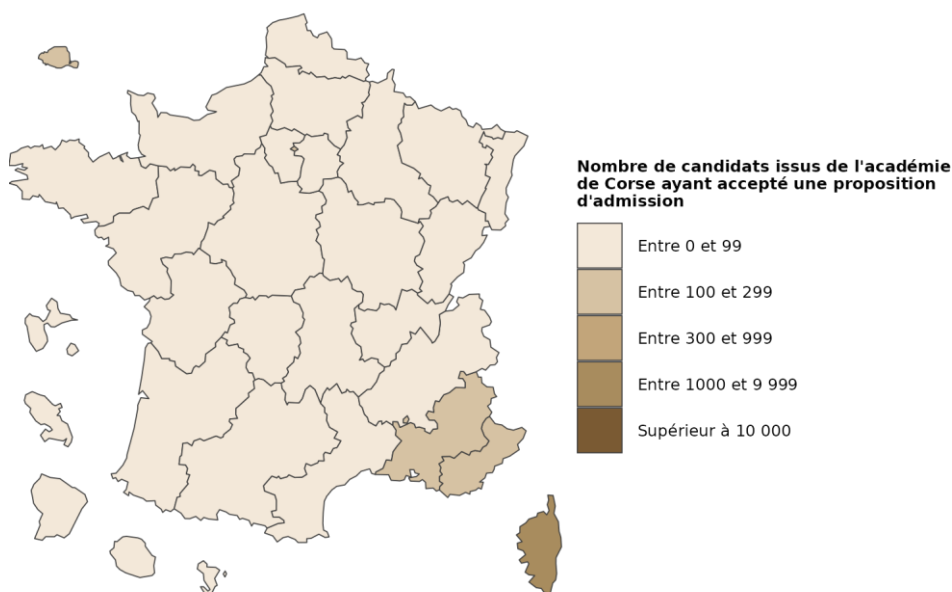 Nombre de candidats issus de l'académie
de Corse ayant accepté une proposition
d'admission
Entre 0 et 99
Entre 100 et 299
Entre 300 et 999
Entre 1000 et 9 999
Supérieur à 10 000